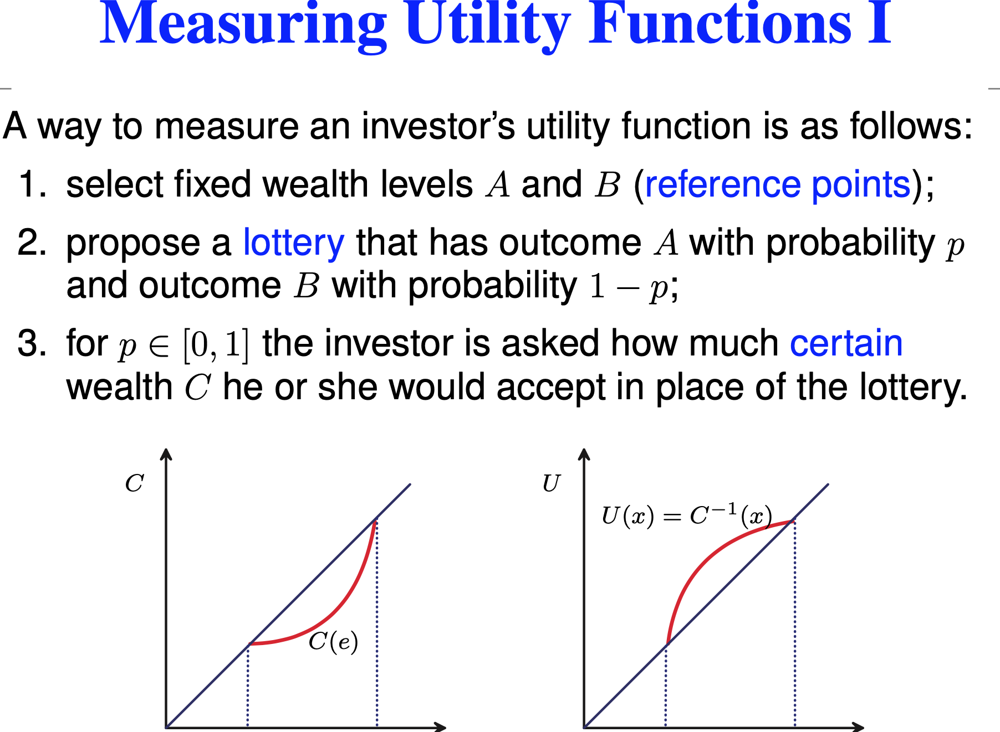 Measuring Utility Functions I
A way to measure an investor’s utility function is as follows:
1. select fixed wealth levels A and B (reference points);
2. propose a lottery that has outcome A with probability p
and outcome B with probability 1 − p;
3. for p ∈ [0, 1] the investor is asked how much certain
wealth C he or she would accept in place of the lottery.
C
C(e)
U
U(x) = C⁻¹(x)